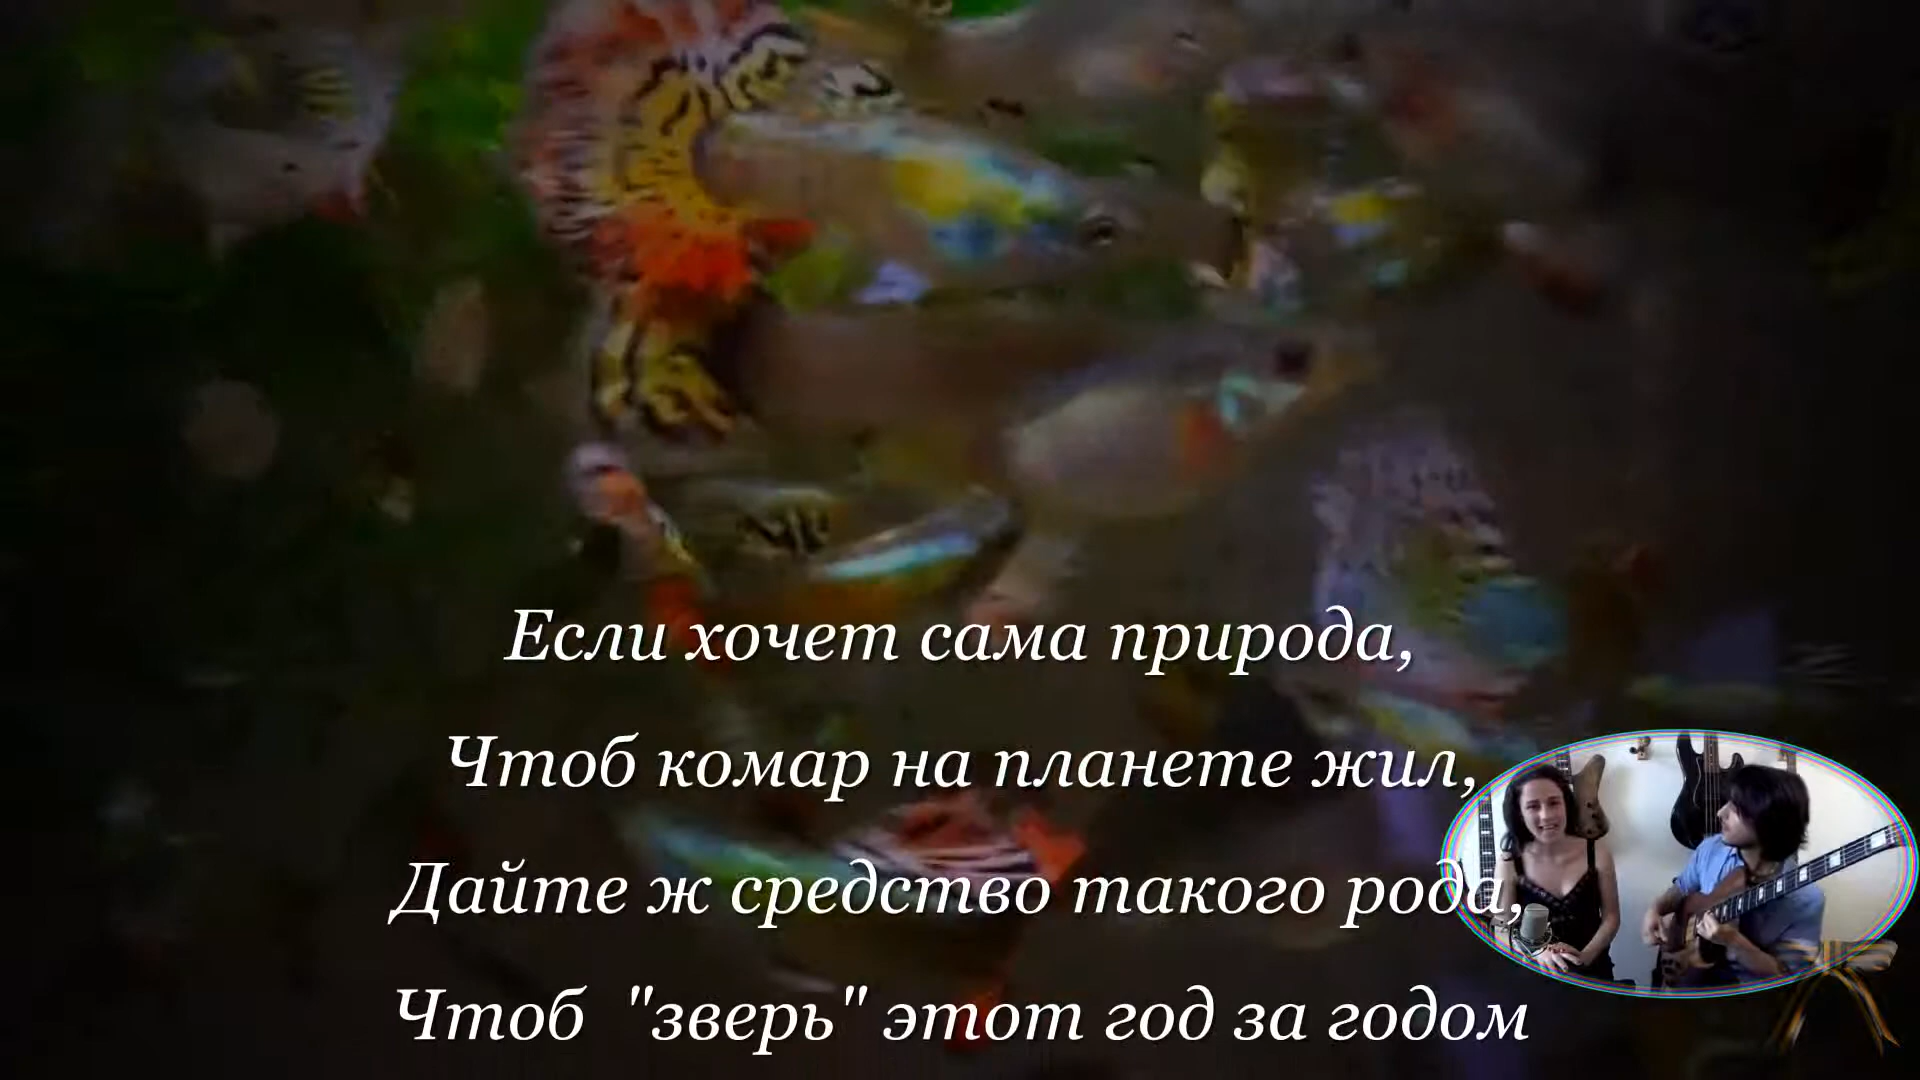 Если хочет сама природа,
Чтоб комар на планете жил,
Дайте ж средство такого рода,
Чтоб "зверь" этот год за годом